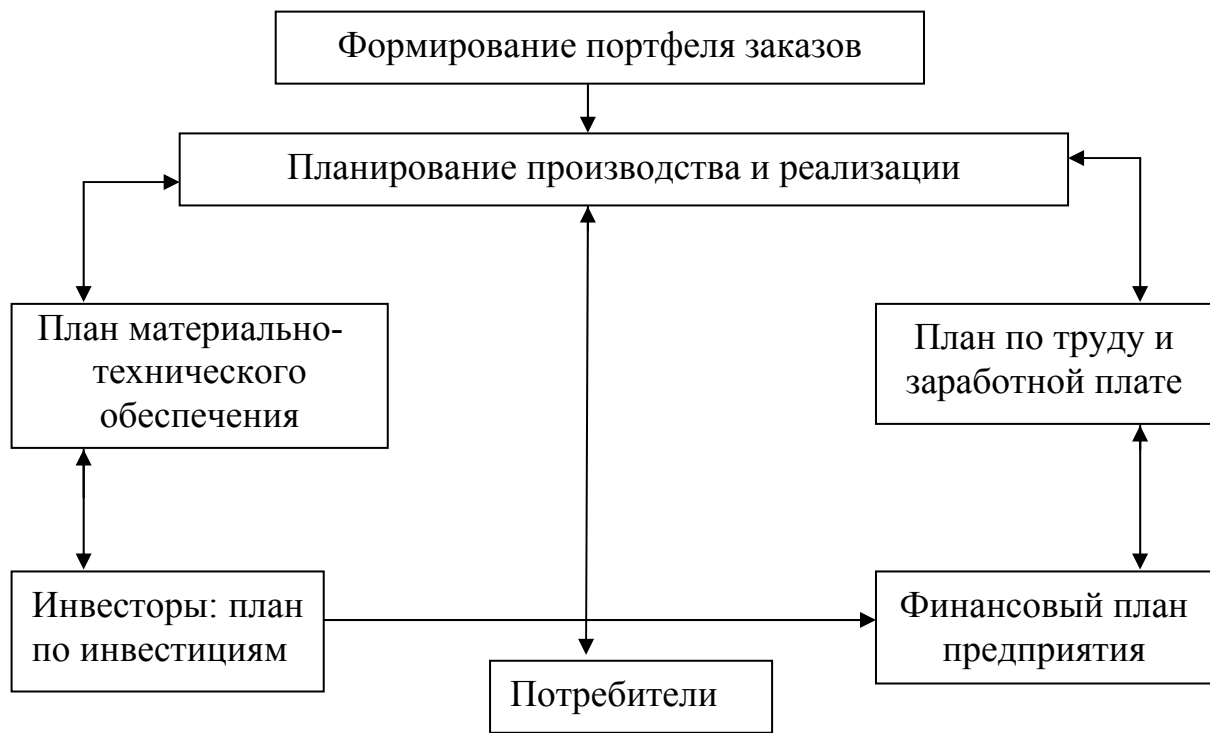 Формирование портфеля заказов
Планирование производства и реализации
План материально-
технического
обеспечения
План по труду и
заработной плате
Инвесторы: план
по инвестициям
Финансовый план
предприятия
Потребители